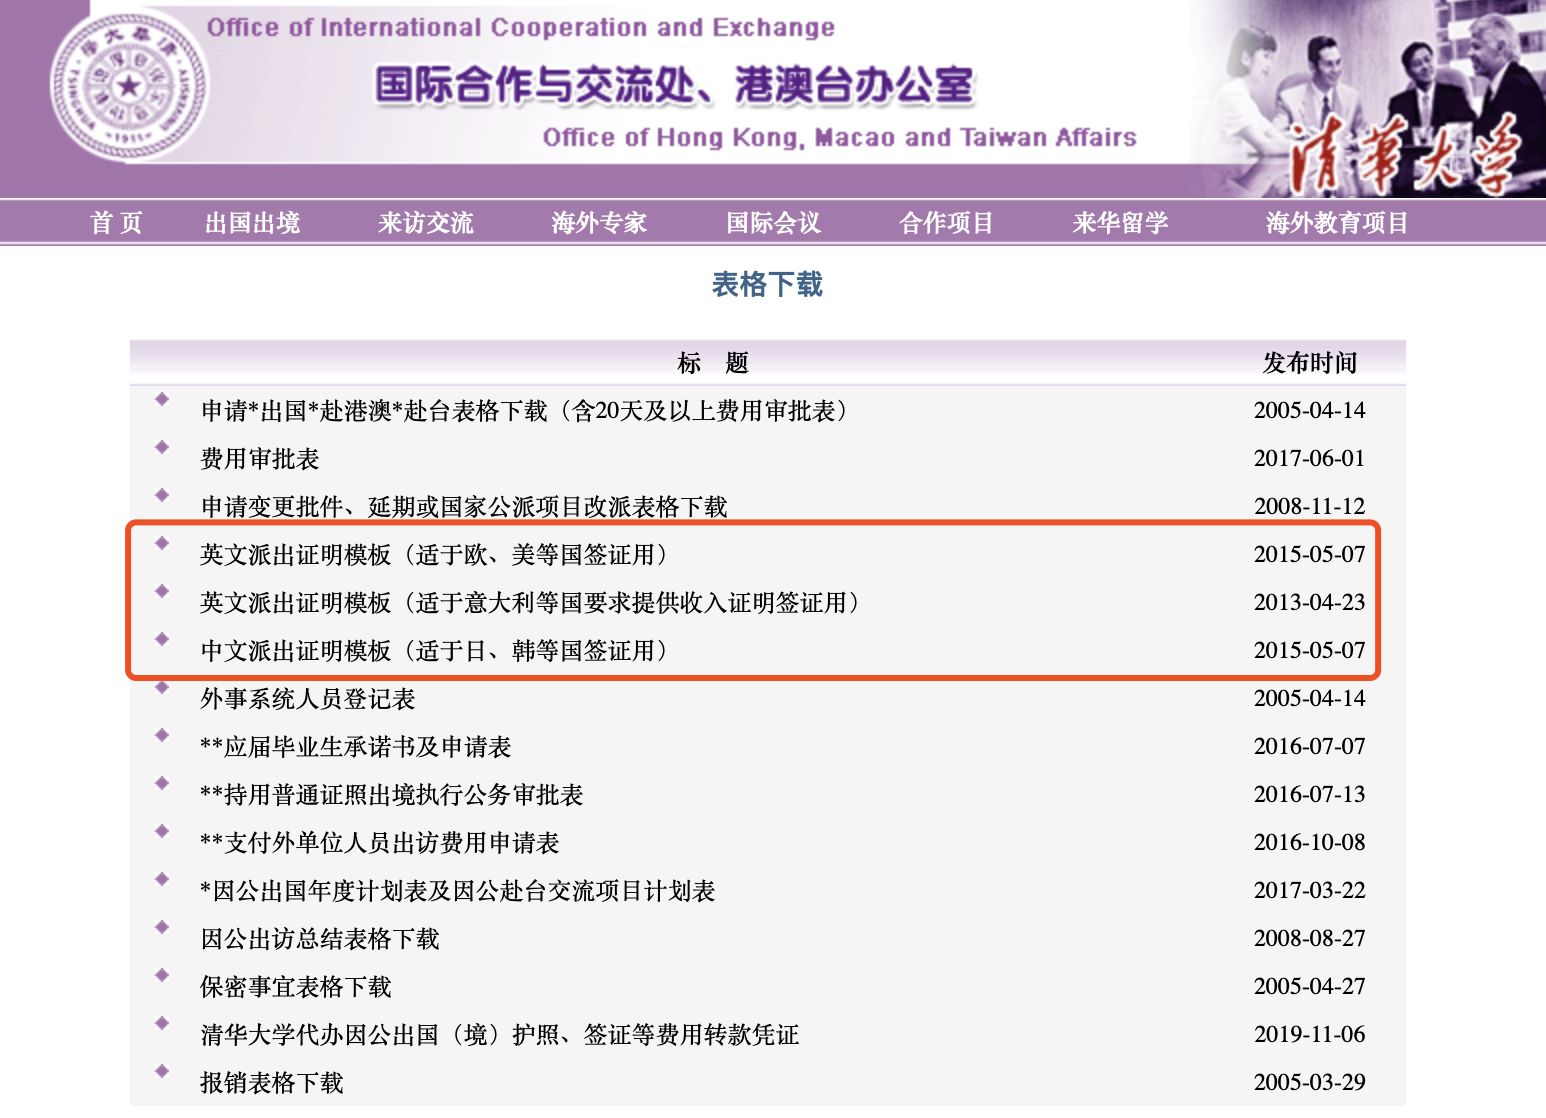 Office of International Cooperation and Exchange
国际合作与交流处、港澳台办公室
Office of Hong Kong, Macao and Taiwan Affairs
清華大学
首 页 出国出境 来访交流 海外专家 国际会议 合作项目 来华留学 海外教育项目
表格下载
标 题 发布时间
申请*出国*赴港澳*赴台表格下载（含20天及以上费用审批表） 2005-04-14
费用审批表 2017-06-01
申请变更批件、延期或国家公派项目改派表格下载 2008-11-12
英文派出证明模板（适于欧、美等国签证用） 2015-05-07
英文派出证明模板（适于意大利等国要求提供收入证明签证用） 2013-04-23
中文派出证明模板（适于日、韩等国签证用） 2015-05-07
外事系统人员登记表 2005-04-14
**应届毕业生承诺书及申请表 2016-07-07
**持用普通证照出境执行公务审批表 2016-07-13
**支付外单位人员出访费用申请表 2016-10-08
*因公出国年度计划表及因公赴台交流项目计划表 2017-03-22
因公出访总结表格下载 2008-08-27
保密事宜表格下载 2005-04-27
清华大学代办因公出国（境）护照、签证等费用转款凭证 2019-11-06
报销表格下载 2005-03-29